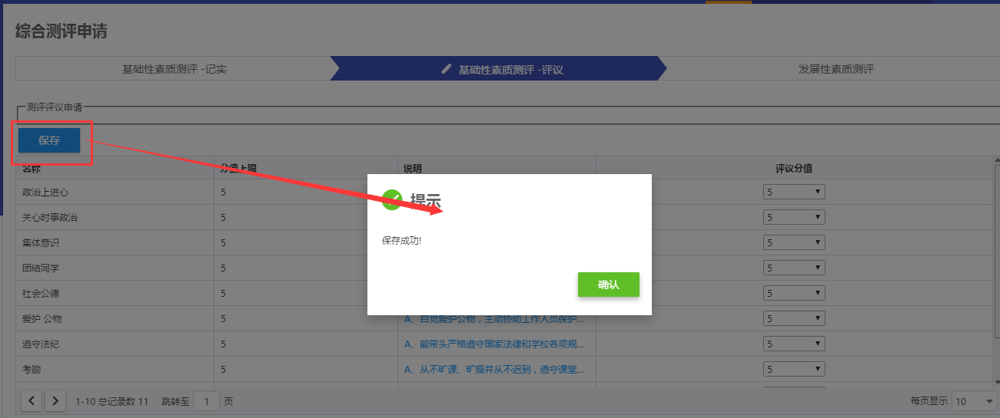 综合测评申请
基础性素质测评 -记实
基础性素质测评 -评议
发展性素质测评
测评评议申请
保存
名称 分值上限 说明 评议分值
政治上进心 5 5
关心时事政治 5 5
集体意识 5 5
团结同学 5 5
社会公德 5 5
爱护 公物 5 A、自觉爱护公物，主动协助工作人员保护... 5
遵守法纪 5 A、能带头严格遵守国家法律和学校各项规... 5
考勤 5 A、从不旷课、旷操并从不迟到，遵守课堂... 5
提示
保存成功!
确认
1-10 总记录数 11 跳转至 1 页 每页显示 10